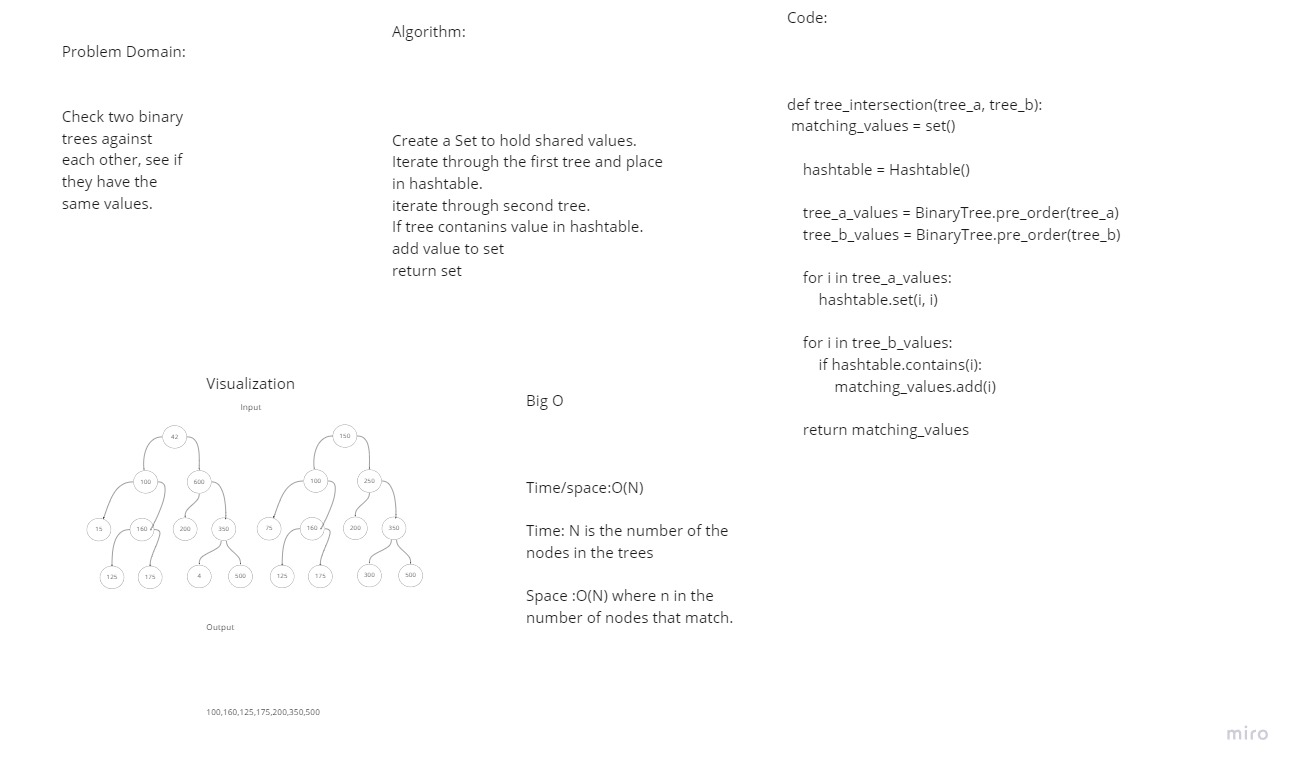 Problem Domain:
Check two binary
trees against
each other, see if
they have the
same values.
Algorithm:
Create a Set to hold shared values.
Iterate through the first tree and place
in hashtable.
iterate through second tree.
If tree contanins value in hashtable.
add value to set
return set
Code:
def tree_intersection(tree_a, tree_b):
matching_values = set()
hashtable = Hashtable()
tree_a_values = BinaryTree.pre_order(tree_a)
tree_b_values = BinaryTree.pre_order(tree_b)
for i in tree_a_values:
hashtable.set(i, i)
for i in tree_b_values:
if hashtable.contains(i):
matching_values.add(i)
return matching_values
Visualization
Input
42
100 600
15 160 200 350
125 175 4 500
150
100 250
75 160 200 350
125 175 300 500
Output
100,160,125,175,200,350,500
Big O
Time/space:O(N)
Time: N is the number of the
nodes in the trees
Space :O(N) where n in the
number of nodes that match.
miro